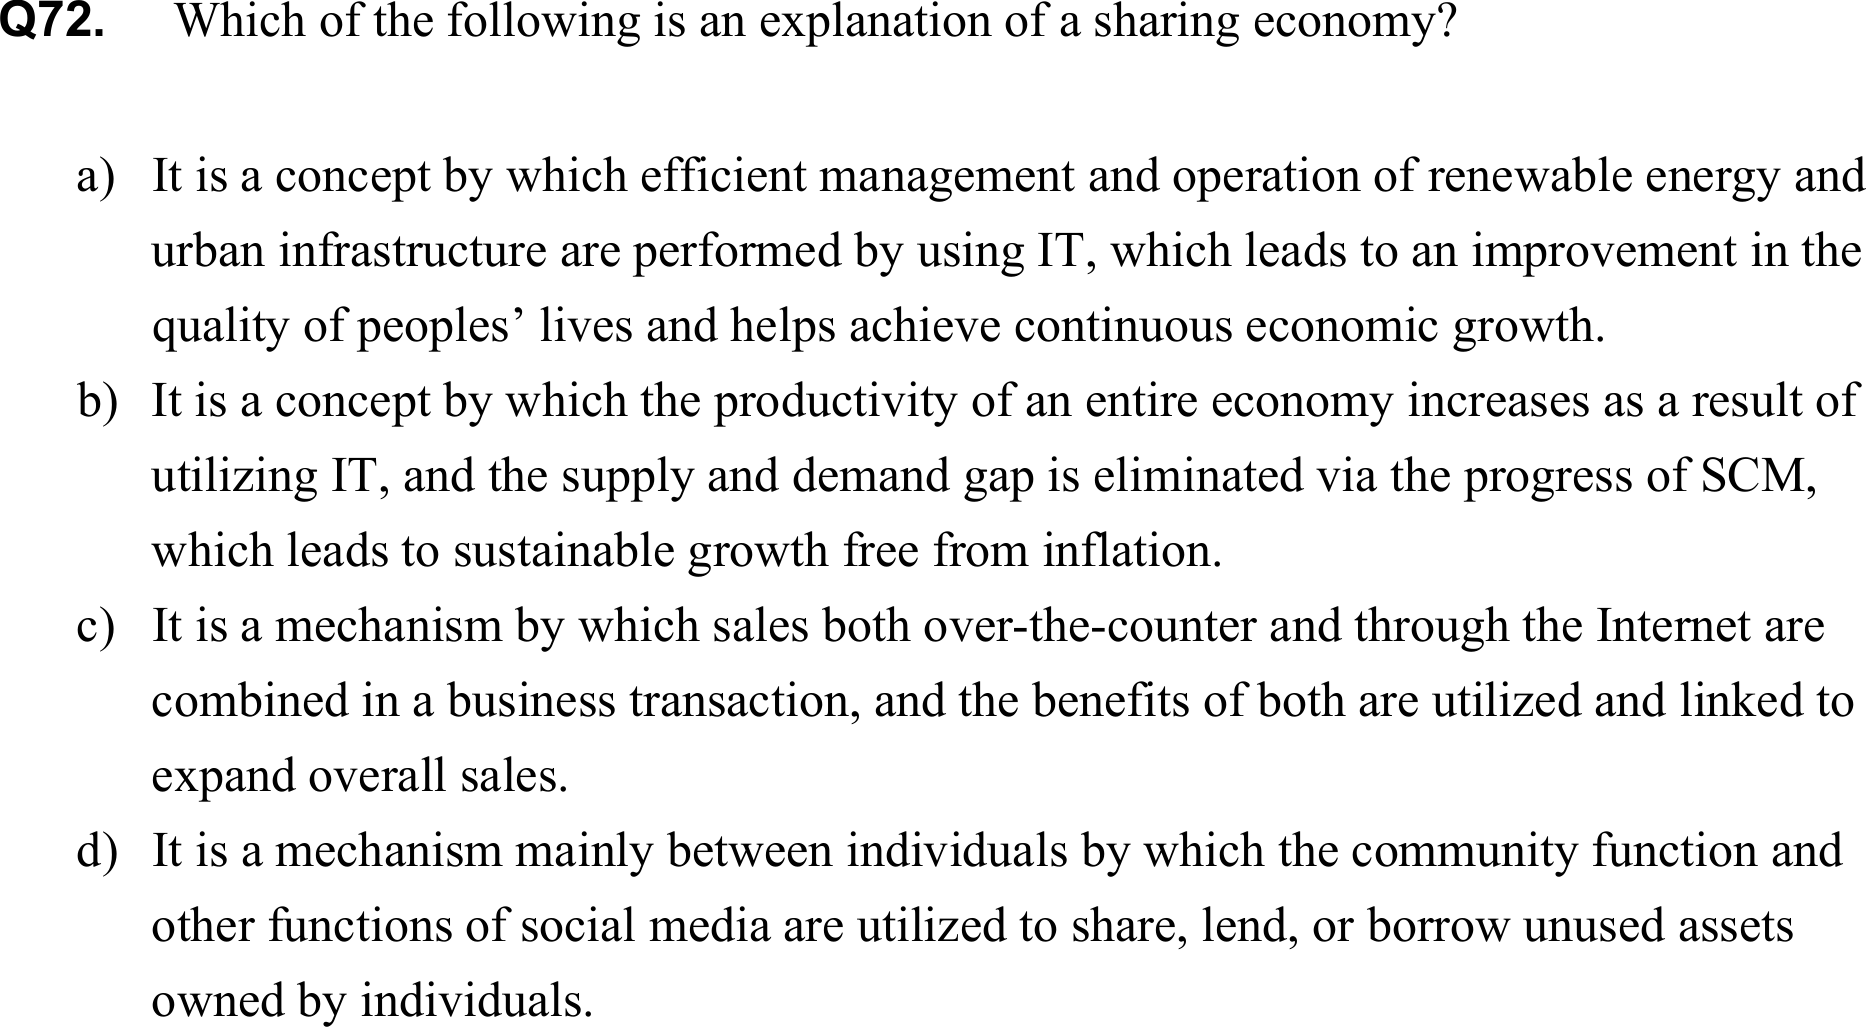 Q72. Which of the following is an explanation of a sharing economy?
a) It is a concept by which efficient management and operation of renewable energy and
urban infrastructure are performed by using IT, which leads to an improvement in the
quality of peoples’ lives and helps achieve continuous economic growth.
b) It is a concept by which the productivity of an entire economy increases as a result of
utilizing IT, and the supply and demand gap is eliminated via the progress of SCM,
which leads to sustainable growth free from inflation.
c) It is a mechanism by which sales both over-the-counter and through the Internet are
combined in a business transaction, and the benefits of both are utilized and linked to
expand overall sales.
d) It is a mechanism mainly between individuals by which the community function and
other functions of social media are utilized to share, lend, or borrow unused assets
owned by individuals.